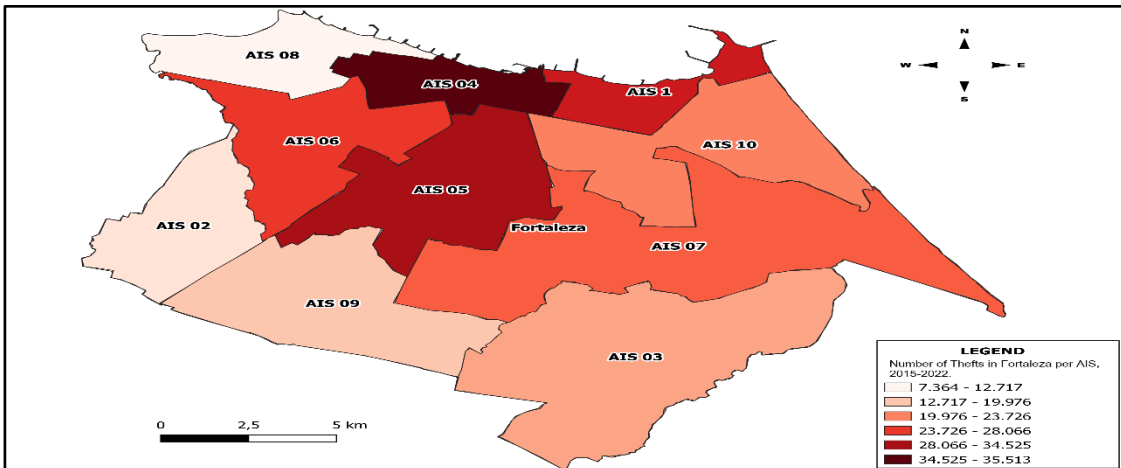 N
W E
S
AIS 08
AIS 04
AIS 1
AIS 06
AIS 10
AIS 05
AIS 02
Fortaleza
AIS 07
AIS 09
AIS 03
0 2,5 5 km
LEGEND
Number of Thefts in Fortaleza per AIS,
2015-2022.
7.364 - 12.717
12.717 - 19.976
19.976 - 23.726
23.726 - 28.066
28.066 - 34.525
34.525 - 35.513